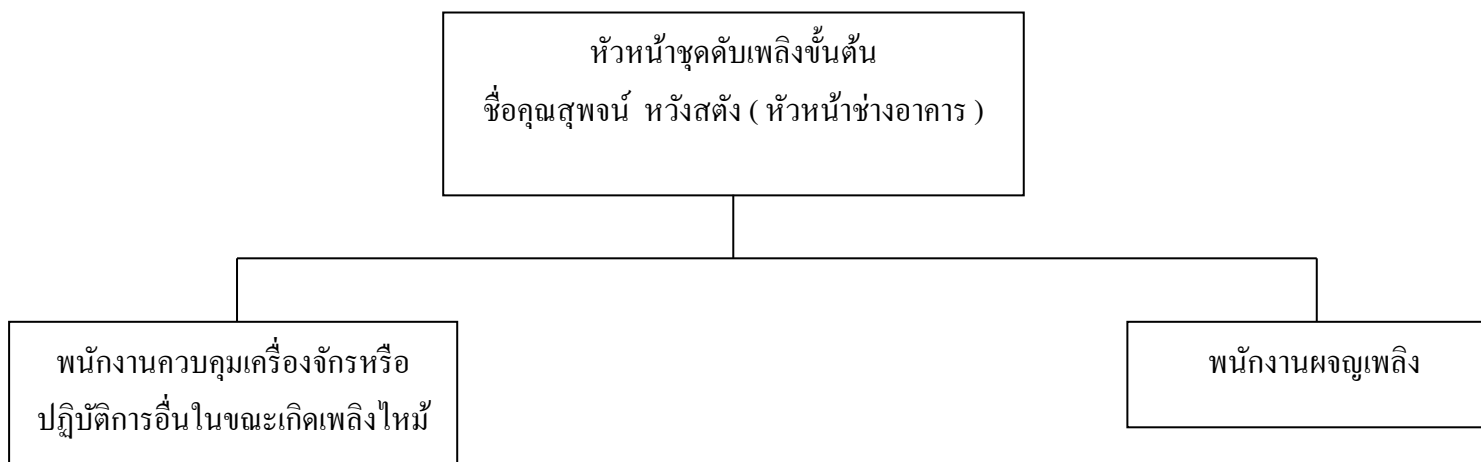 หัวหน้าชุดดับเพลิงขั้นต้น
ชื่อคุณสุพจน์ หวังสตัง ( หัวหน้าช่างอาคาร )
พนักงานควบคุมเครื่องจักรหรือ
ปฏิบัติการอื่นในขณะเกิดเพลิงไหม้
พนักงานผจญเพลิง